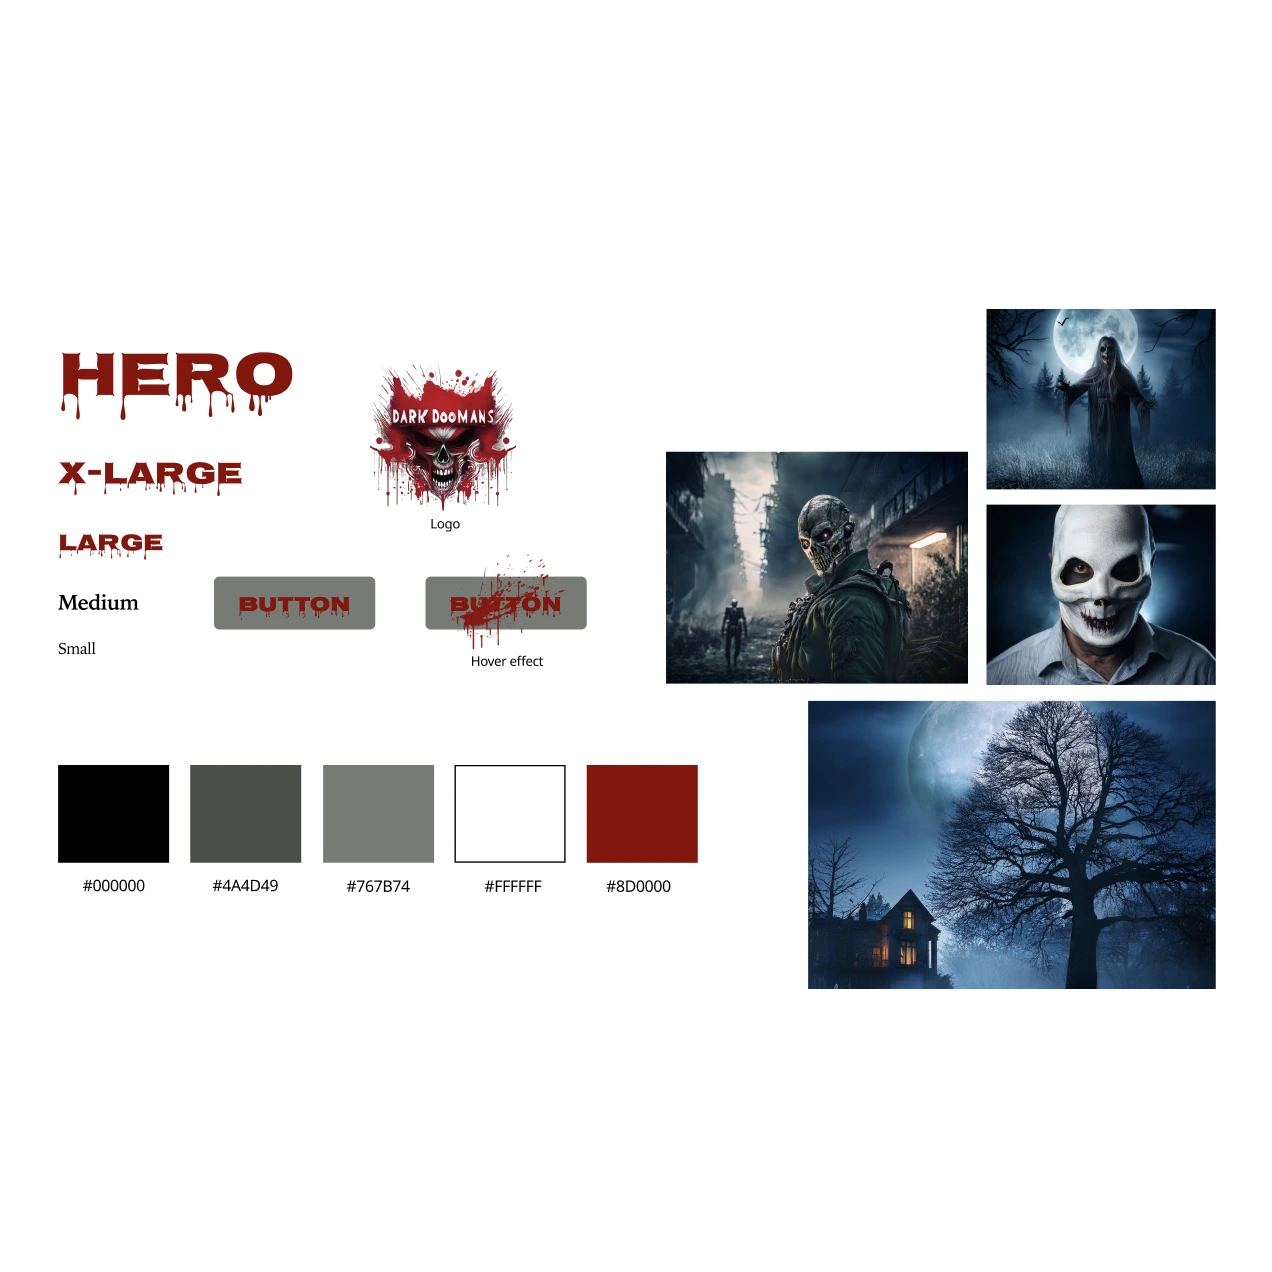 HERO
X-LARGE
LARGE
Medium
Small
DARK DOOMANS
Logo
BUTTON
BUTTON
Hover effect
#000000
#4A4D49
#767B74
#FFFFFF
#8D0000